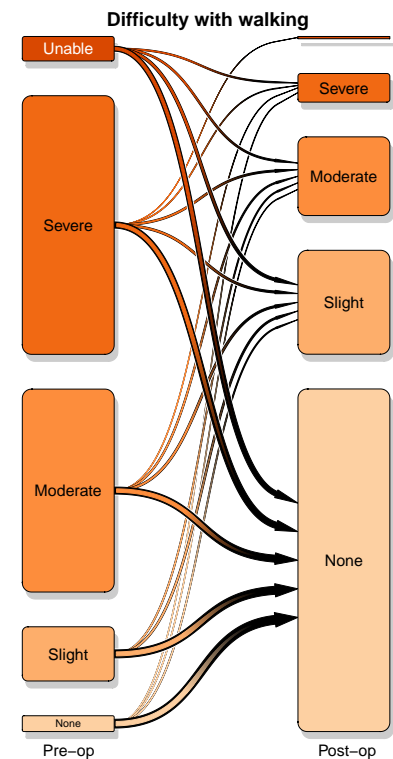 Difficulty with walking
Unable
Severe
Moderate
Slight
None
Severe
Moderate
Slight
None
Pre−op
Post−op